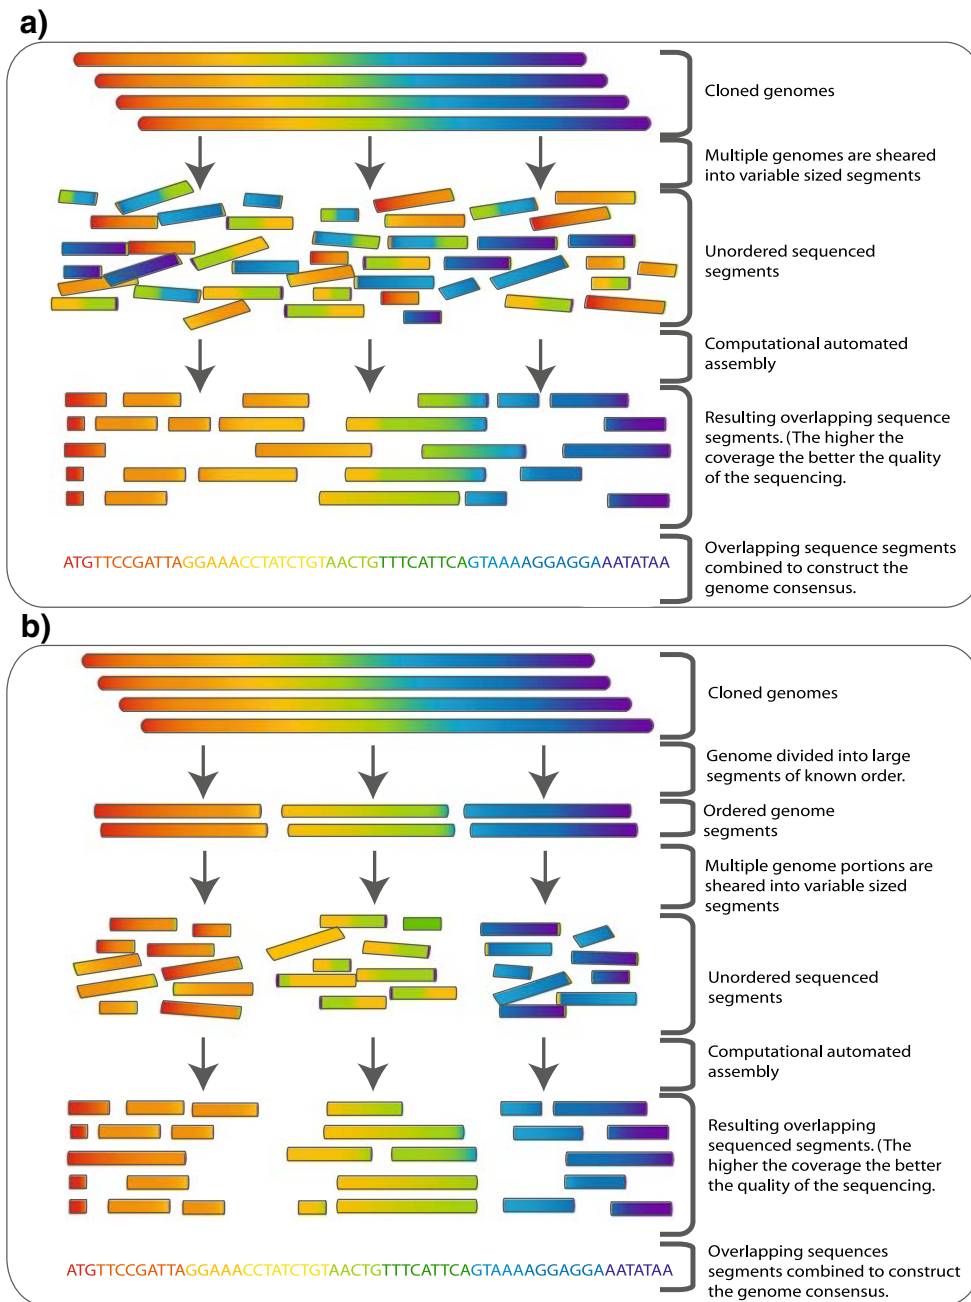 a)
Cloned genomes
Multiple genomes are sheared
into variable sized segments
Unordered sequenced
segments
Computational automated
assembly
Resulting overlapping sequence
segments. (The higher the
coverage the better the quality
of the sequencing.
ATGTTCCGATTAGGAAACCTATCTGTAACTGTTTCATTCAGTAAAAGGAGGAAATATAA
Overlapping sequence segments
combined to construct the
genome consensus.
b)
Cloned genomes
Genome divided into large
segments of known order.
Ordered genome
segments
Multiple genome portions are
sheared into variable sized
segments
Unordered sequenced
segments
Computational automated
assembly
Resulting overlapping
sequenced segments. (The
higher the coverage the better
the quality of the sequencing.
ATGTTCCGATTAGGAAACCTATCTGTAACTGTTTCATTCAGTAAAAGGAGGAAATATAA
Overlapping sequences
segments combined to construct
the genome consensus.